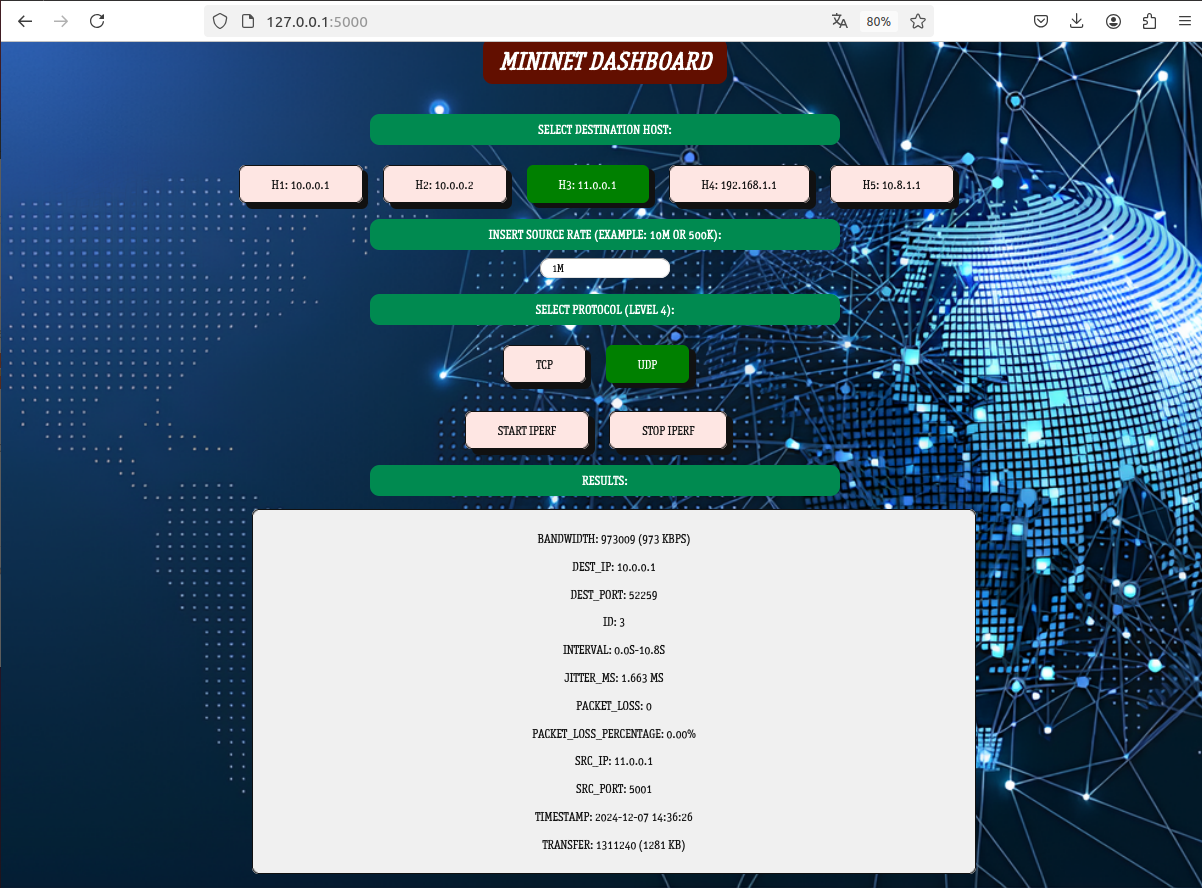 127.0.0.1:5000
80%
MININET DASHBOARD
SELECT DESTINATION HOST:
H1: 10.0.0.1 H2: 10.0.0.2 H3: 11.0.0.1 H4: 192.168.1.1 H5: 10.8.1.1
INSERT SOURCE RATE (EXAMPLE: 10M OR 500K):
1M
SELECT PROTOCOL (LEVEL 4):
TCP UDP
START IPERF STOP IPERF
RESULTS:
BANDWIDTH: 973009 (973 KBPS)
DEST_IP: 10.0.0.1
DEST_PORT: 52259
ID: 3
INTERVAL: 0.0S-10.8S
JITTER_MS: 1.663 MS
PACKET_LOSS: 0
PACKET_LOSS_PERCENTAGE: 0.00%
SRC_IP: 11.0.0.1
SRC_PORT: 5001
TIMESTAMP: 2024-12-07 14:36:26
TRANSFER: 1311240 (1281 KB)